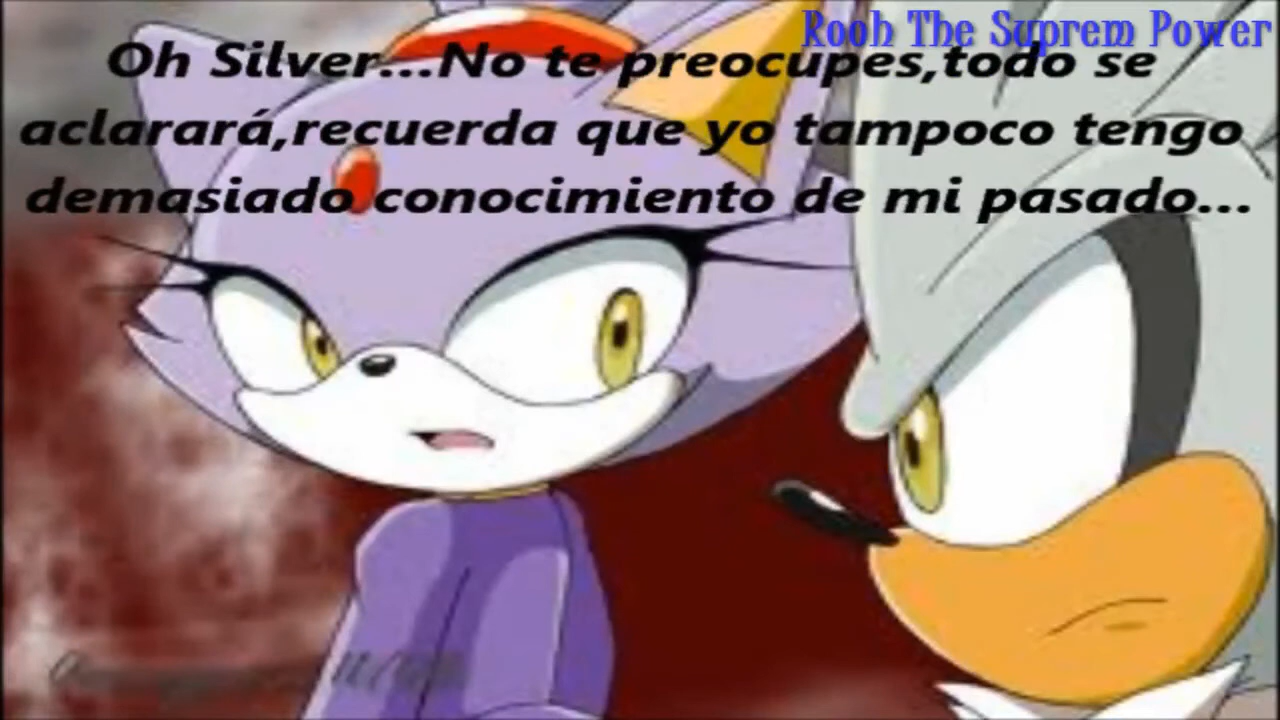 Rooh The Suprem Power
Oh Silver...No te preocupes,todo se
aclarará,recuerda que yo tampoco tengo
demasiado conocimiento de mi pasado...